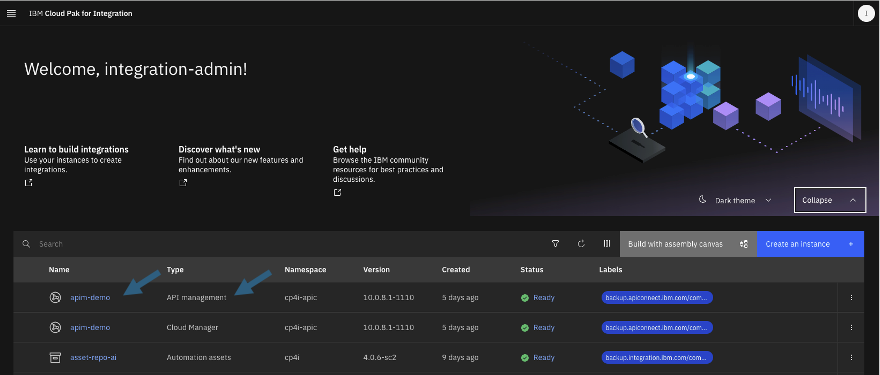 IBM Cloud Pak for Integration
I
Welcome, integration-admin!
Learn to build integrations
Use your instances to create
integrations.
Discover what's new
Find out about our new features and
enhancements.
Get help
Browse the IBM community
resources for best practices and
discussions.
Dark theme
Collapse
Search
Build with assembly canvas
Create an instance +
Name Type Namespace Version Created Status Labels
apim-demo API management cp4i-apic 10.0.8.1-1110 5 days ago Ready backup.apiconnect.ibm.com/com...
apim-demo Cloud Manager cp4i-apic 10.0.8.1-1110 5 days ago Ready backup.apiconnect.ibm.com/com...
asset-repo-ai Automation assets cp4i 4.0.6-sc2 9 days ago Ready backup.integration.ibm.com/com...